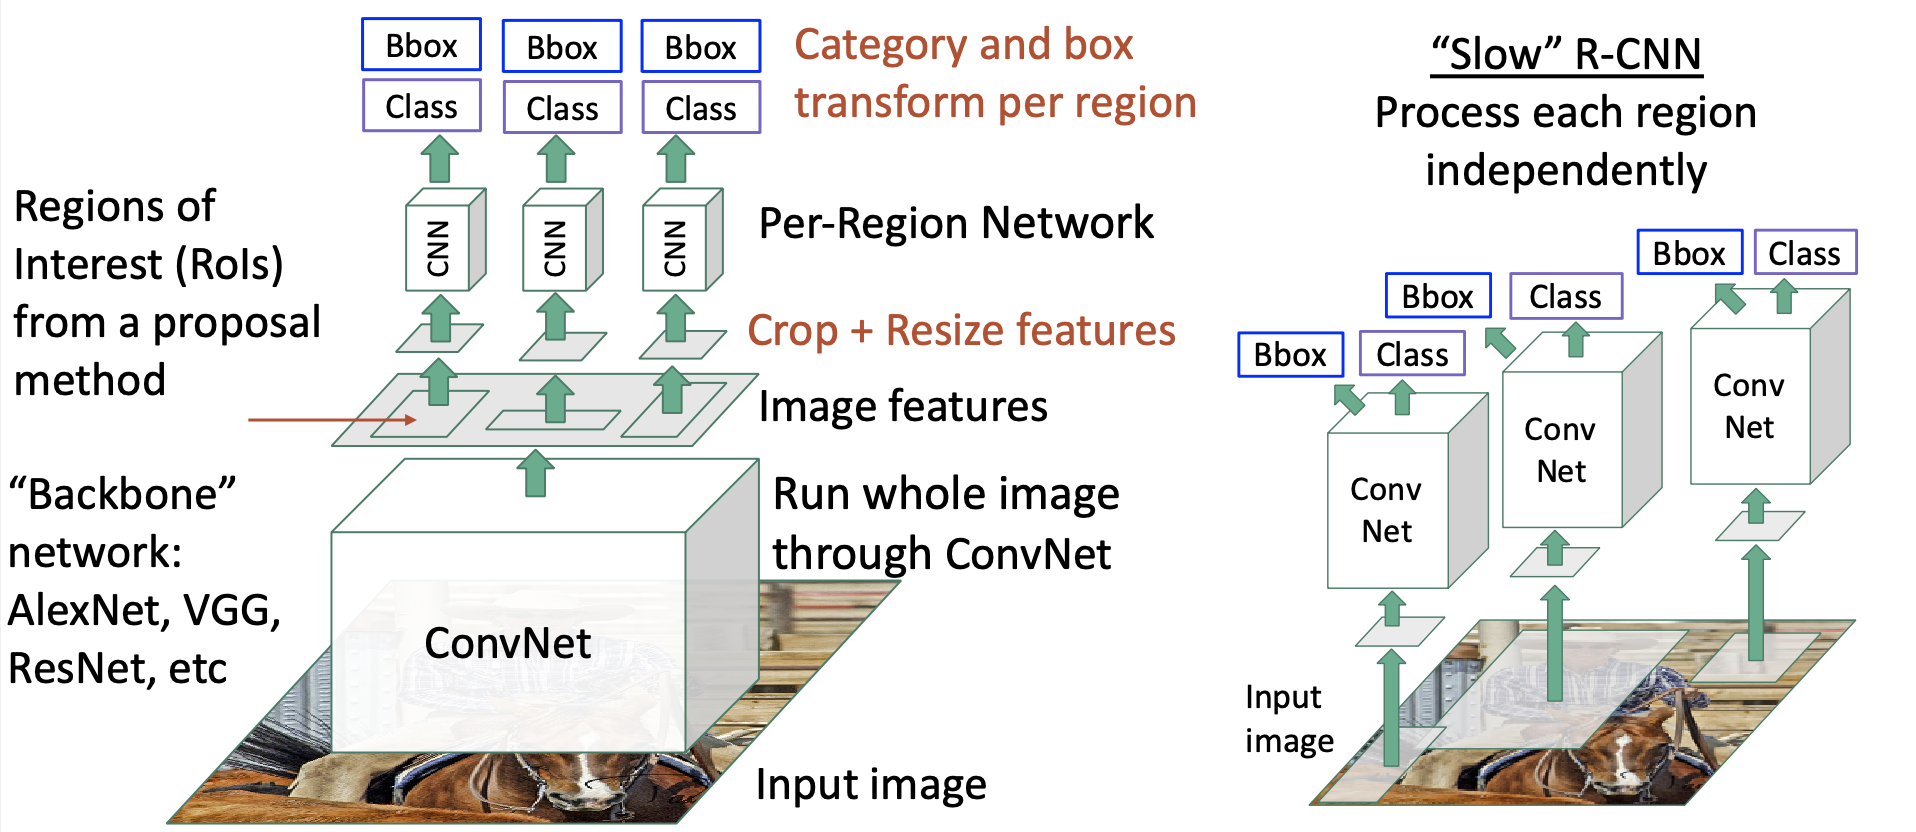 Bbox
Bbox
Bbox
Class
Class
Class
Category and box
transform per region
Regions of
Interest (RoIs)
from a proposal
method
CNN
CNN
CNN
Per-Region Network
Crop + Resize features
Image features
“Backbone”
network:
AlexNet, VGG,
ResNet, etc
Run whole image
through ConvNet
ConvNet
Input image
“Slow” R-CNN
Process each region
independently
Bbox
Class
Bbox
Class
Bbox
Class
Conv
Net
Conv
Net
Conv
Net
Input
image